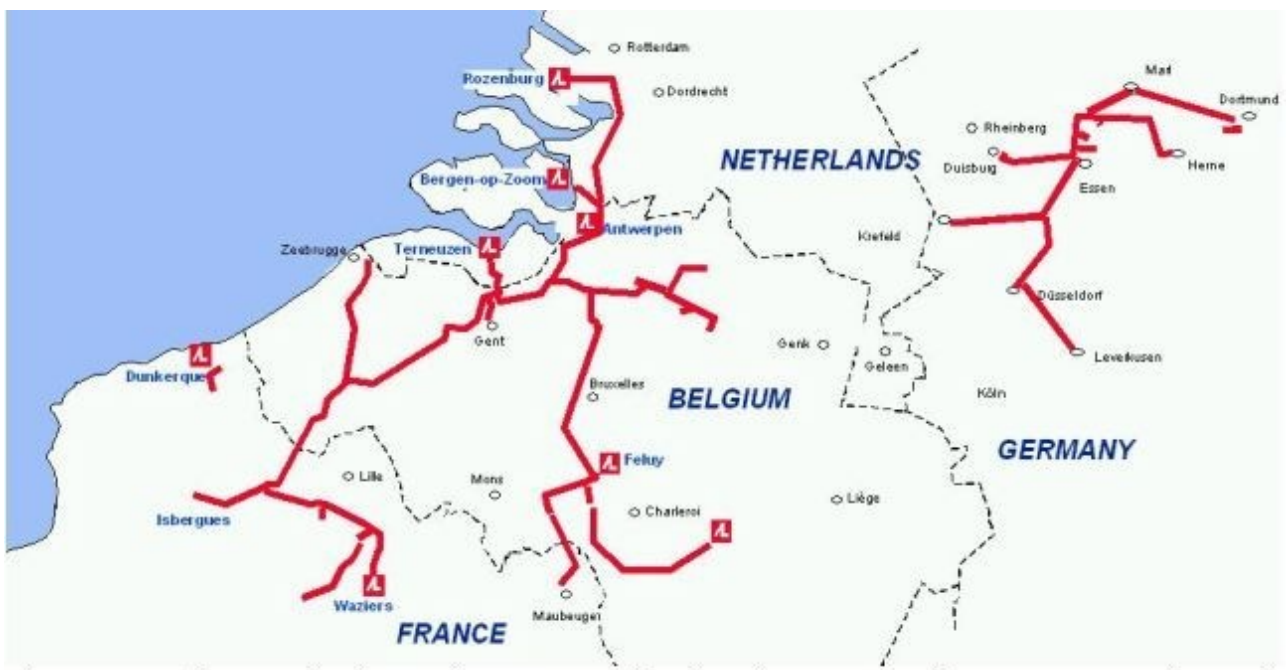 Rotterdam
Rozenburg
Dordrecht
Marl
Dortmund
Rheinberg
NETHERLANDS
Duisburg
Herne
Essen
Bergen-op-Zoom
Antwerpen
Krefeld
Terneuzen
Zeebrugge
Düsseldorf
Gent
Genk
Geleen
Leverkusen
Dunkerque
Bruxelles
BELGIUM
Köln
GERMANY
Feluy
Lille
Mons
Liège
Charleroi
Isbergues
Waziers
Maubeuge
FRANCE